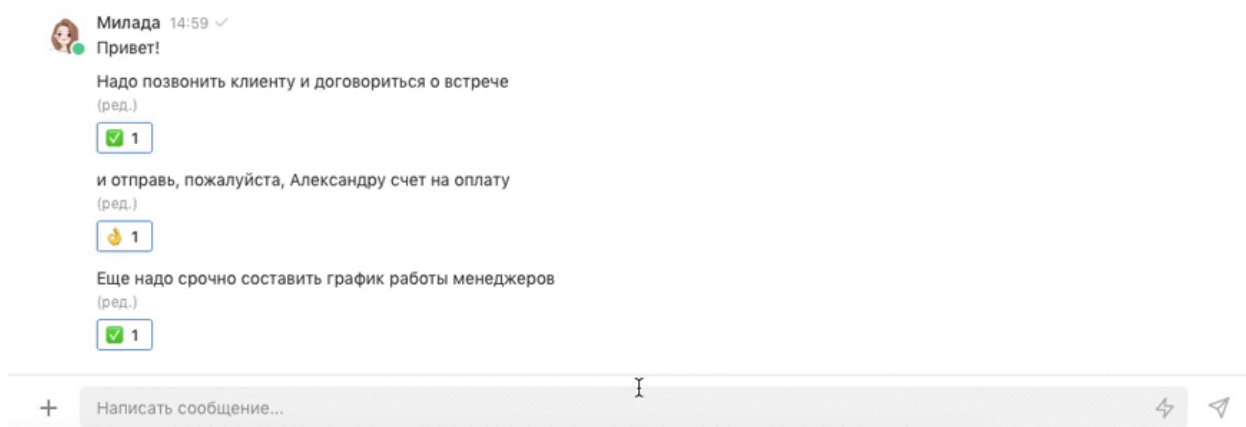 Милада 14:59
Привет!
Надо позвонить клиенту и договориться о встрече
(ред.)
1
и отправь, пожалуйста, Александру счет на оплату
(ред.)
1
Еще надо срочно составить график работы менеджеров
(ред.)
1
Написать сообщение...